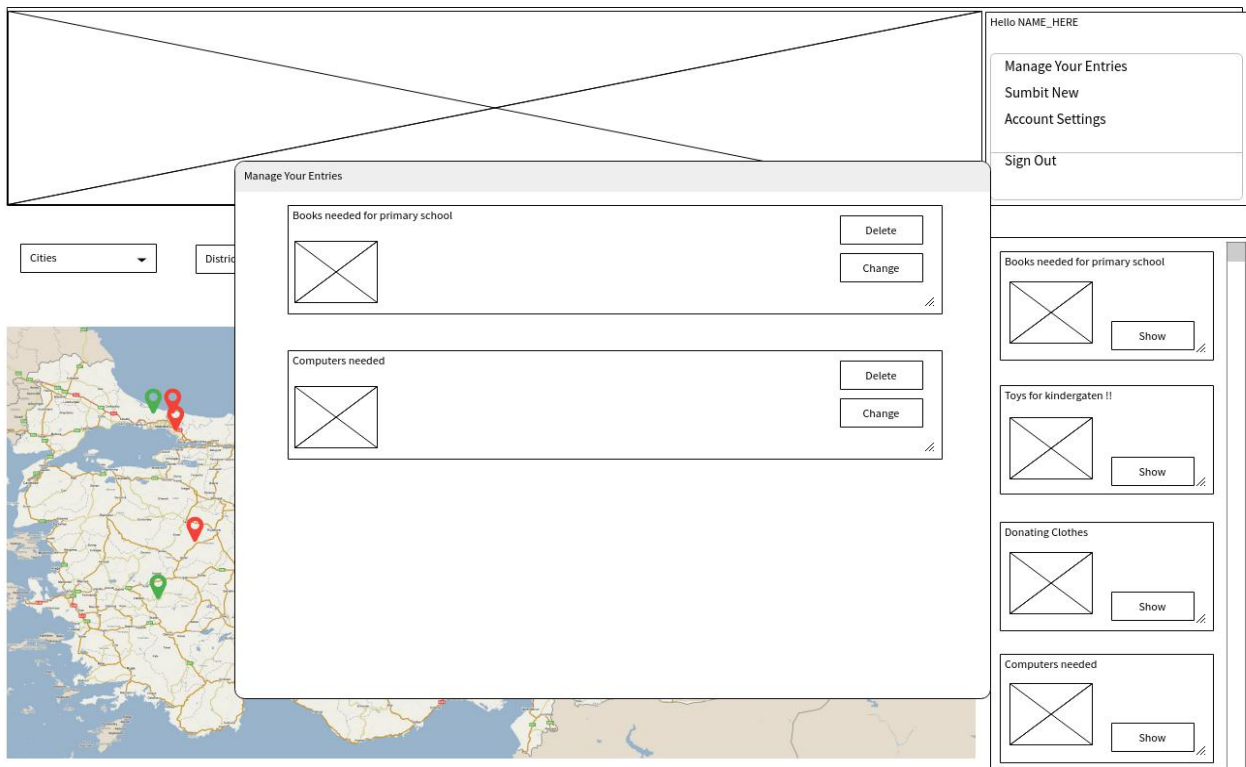 Hello NAME_HERE
Manage Your Entries
Sumbit New
Account Settings
Sign Out
Manage Your Entries
Books needed for primary school
Delete
Change
Computers needed
Delete
Change
Cities
Distric
Books needed for primary school
Show
Toys for kindergaten !!
Show
Donating Clothes
Show
Computers needed
Show